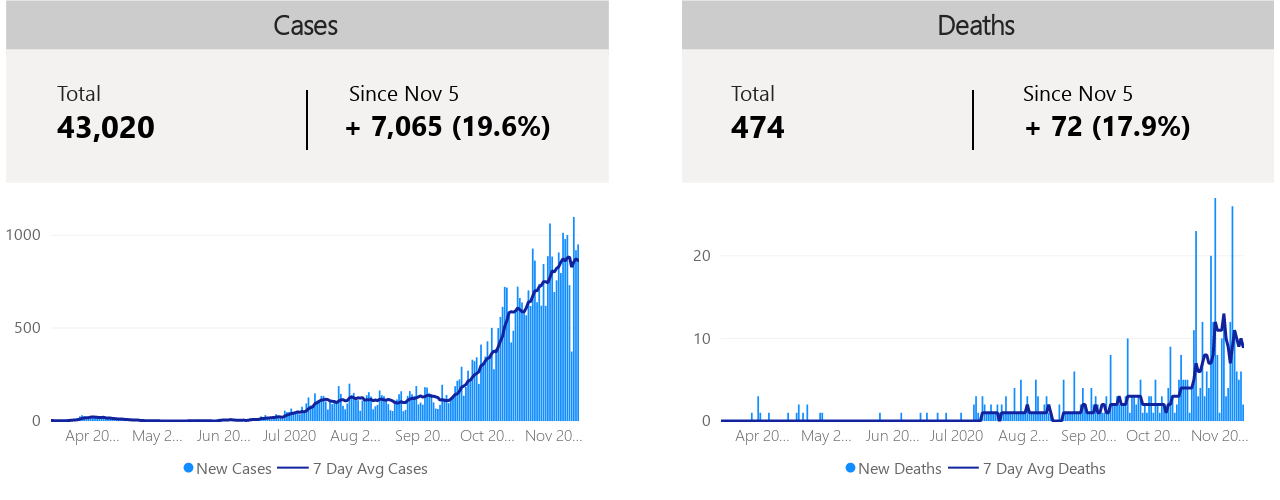 Cases
Total
43,020
Since Nov 5
+ 7,065 (19.6%)
1000
500
0
Apr 20... May 2... Jun 20... Jul 2020 Aug 2... Sep 20... Oct 20... Nov 20...
New Cases 7 Day Avg Cases
Deaths
Total
474
Since Nov 5
+ 72 (17.9%)
20
10
0
Apr 20... May 2... Jun 20... Jul 2020 Aug 2... Sep 20... Oct 20... Nov 20...
New Deaths 7 Day Avg Deaths